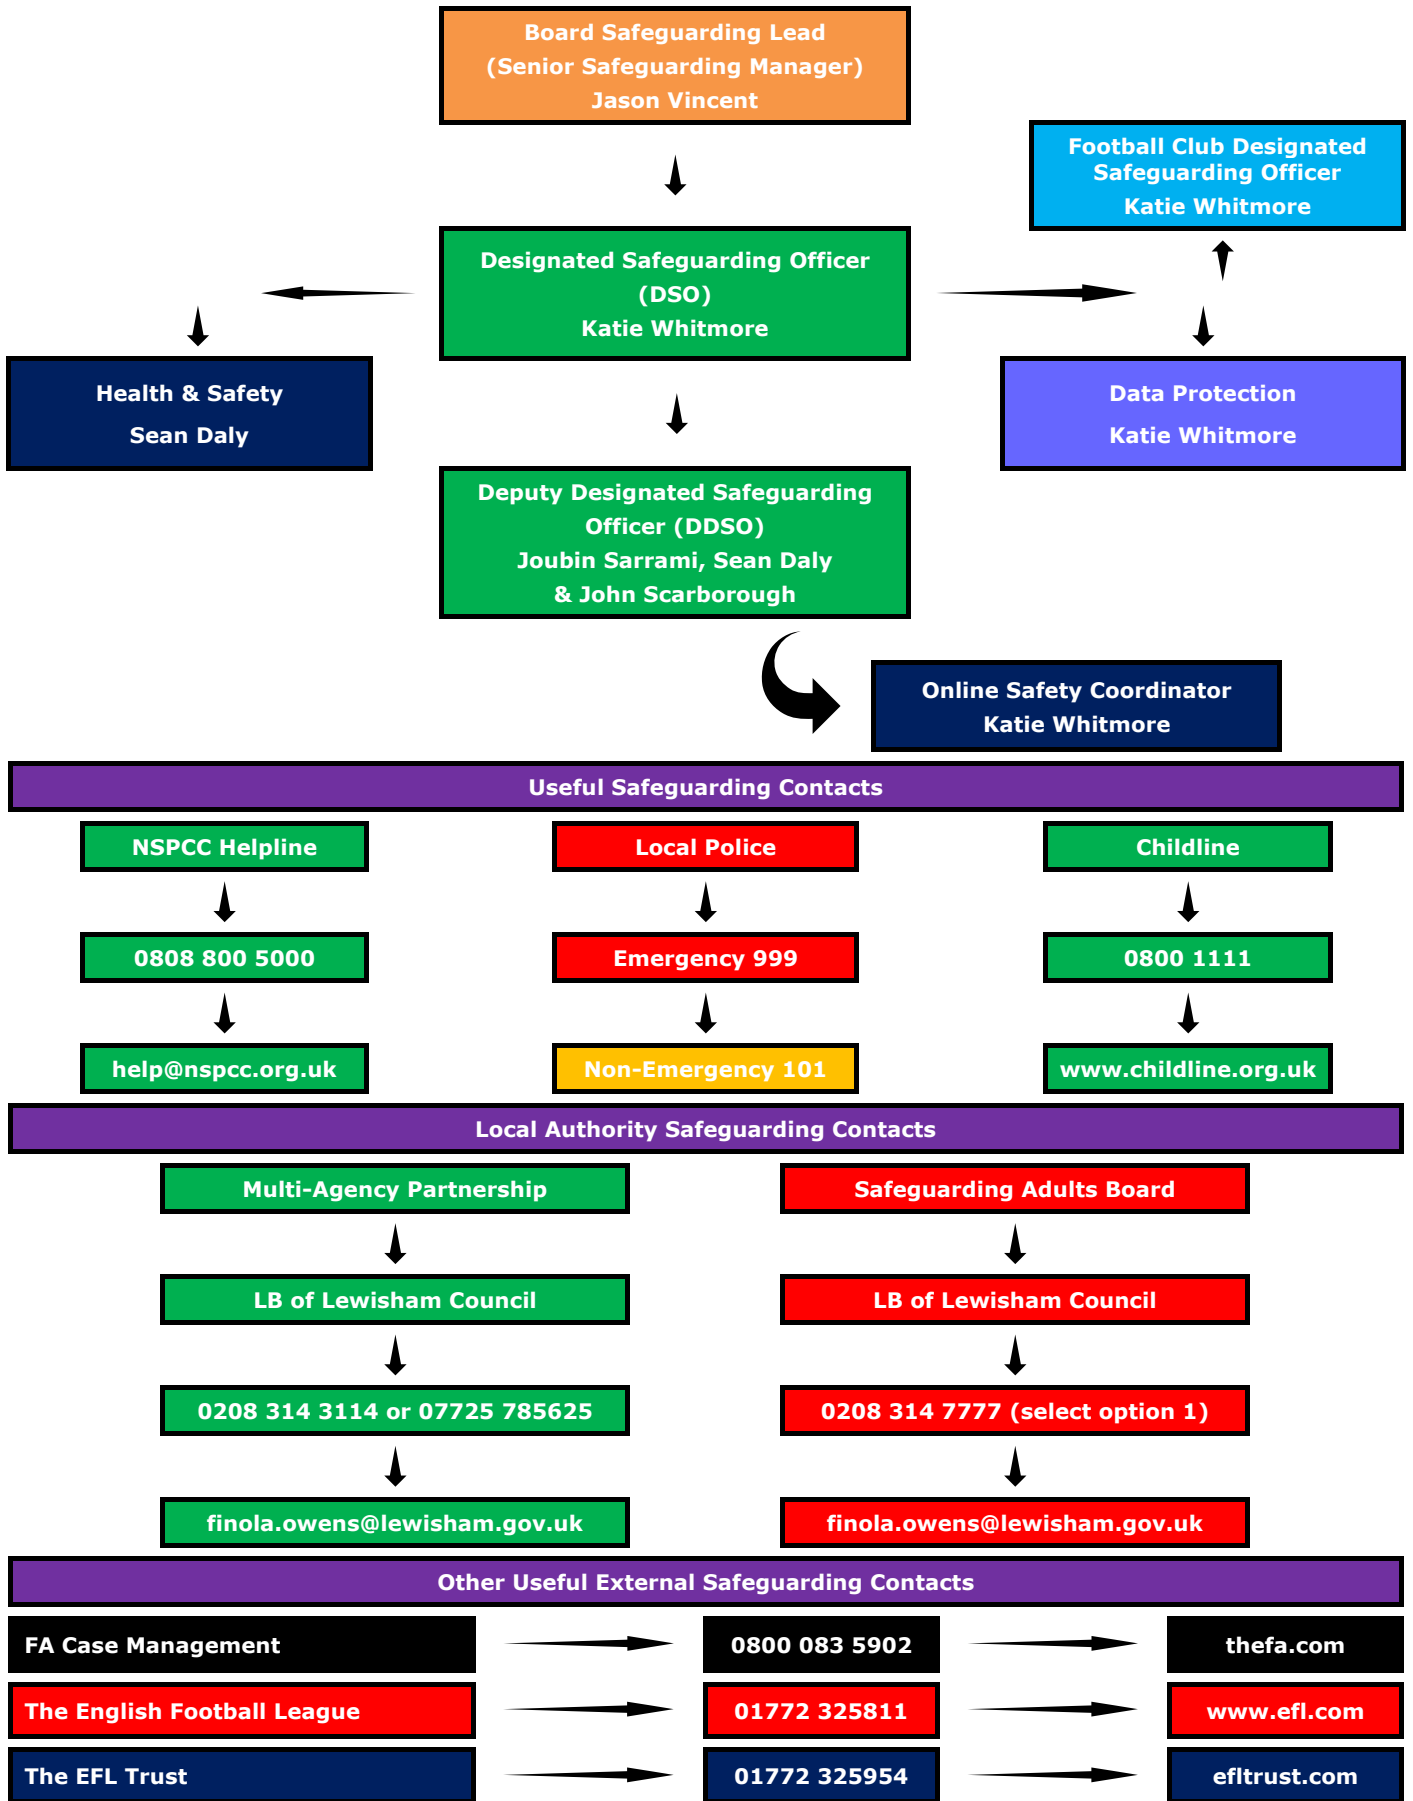 Board Safeguarding Lead
(Senior Safeguarding Manager)
Jason Vincent
Football Club Designated
Safeguarding Officer
Katie Whitmore
Designated Safeguarding Officer
(DSO)
Katie Whitmore
Health & Safety
Sean Daly
Data Protection
Katie Whitmore
Deputy Designated Safeguarding
Officer (DDSO)
Joubin Sarrami, Sean Daly
& John Scarborough
Online Safety Coordinator
Katie Whitmore
Useful Safeguarding Contacts
NSPCC Helpline
Local Police
Childline
0808 800 5000
Emergency 999
0800 1111
help@nspcc.org.uk
Non-Emergency 101
www.childline.org.uk
Local Authority Safeguarding Contacts
Multi-Agency Partnership
Safeguarding Adults Board
LB of Lewisham Council
LB of Lewisham Council
0208 314 3114 or 07725 785625
0208 314 7777 (select option 1)
finola.owens@lewisham.gov.uk
finola.owens@lewisham.gov.uk
Other Useful External Safeguarding Contacts
FA Case Management
0800 083 5902
thefa.com
The English Football League
01772 325811
www.efl.com
The EFL Trust
01772 325954
efltrust.com